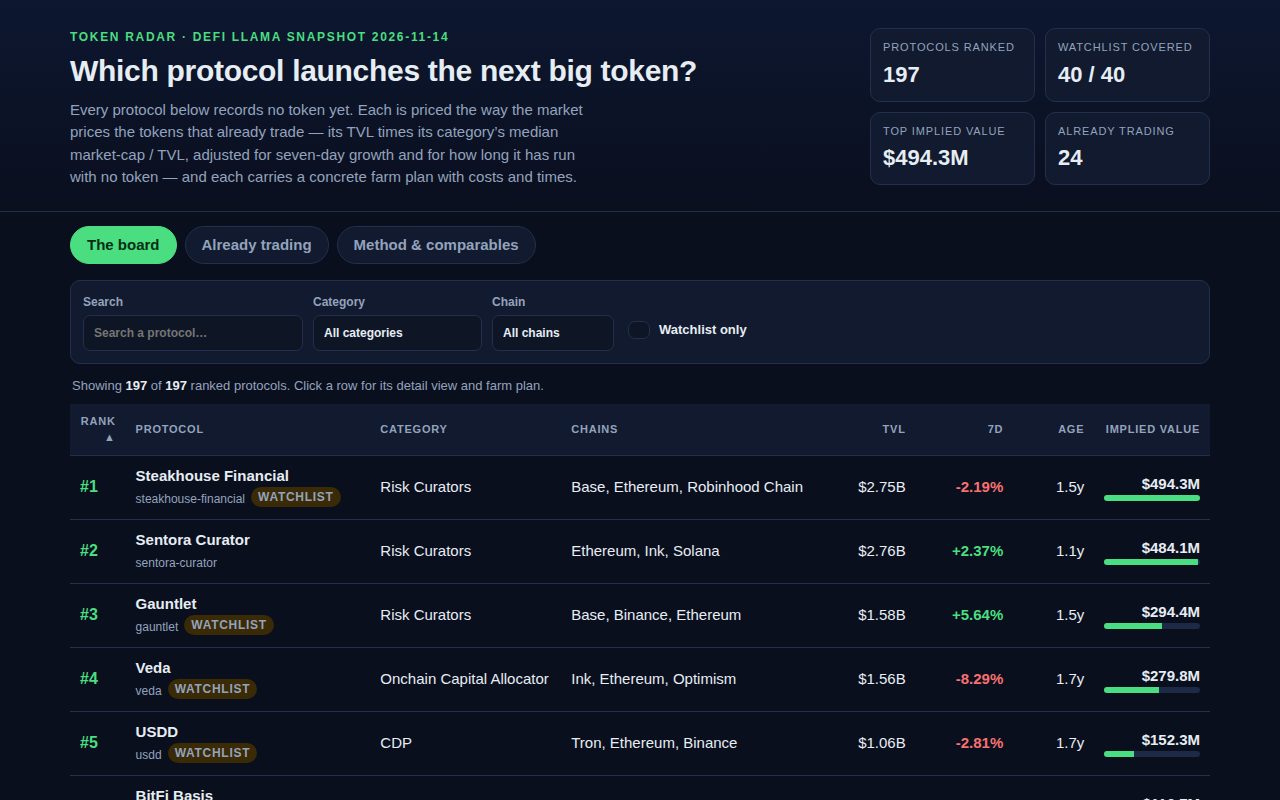 TOKEN RADAR · DEFI LLAMA SNAPSHOT 2026-11-14
Which protocol launches the next big token?
Every protocol below records no token yet. Each is priced the way the market
prices the tokens that already trade — its TVL times its category's median
market-cap / TVL, adjusted for seven-day growth and for how long it has run
with no token — and each carries a concrete farm plan with costs and times.
PROTOCOLS RANKED
197
WATCHLIST COVERED
40 / 40
TOP IMPLIED VALUE
$494.3M
ALREADY TRADING
24
The board
Already trading
Method & comparables
Search
Category
Chain
Search a protocol…
All categories
All chains
Watchlist only
Showing 197 of 197 ranked protocols. Click a row for its detail view and farm plan.
RANK ▲ PROTOCOL CATEGORY CHAINS TVL 7D AGE IMPLIED VALUE
#1 Steakhouse Financial Risk Curators Base, Ethereum, Robinhood Chain $2.75B -2.19% 1.5y $494.3M
steakhouse-financial WATCHLIST
#2 Sentora Curator Risk Curators Ethereum, Ink, Solana $2.76B +2.37% 1.1y $484.1M
sentora-curator
#3 Gauntlet Risk Curators Base, Binance, Ethereum $1.58B +5.64% 1.5y $294.4M
gauntlet WATCHLIST
#4 Veda Onchain Capital Allocator Ink, Ethereum, Optimism $1.56B -8.29% 1.7y $279.8M
veda WATCHLIST
#5 USDD CDP Tron, Ethereum, Binance $1.06B -2.81% 1.7y $152.3M
usdd WATCHLIST
BitFi Basis